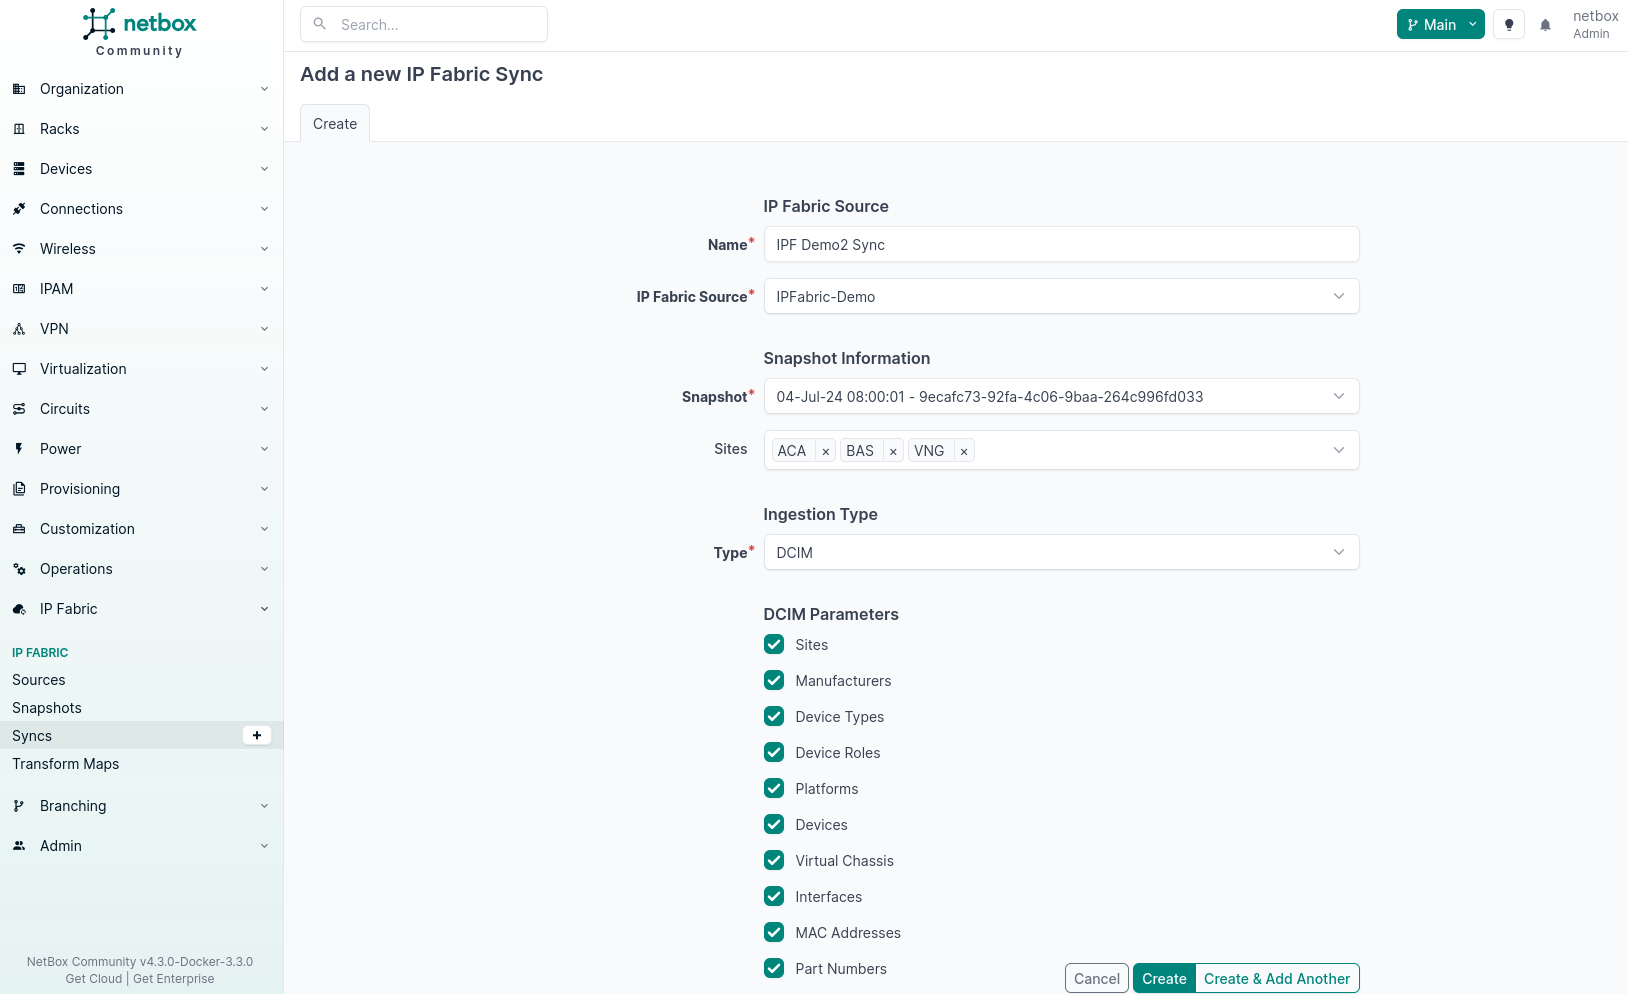 netbox
Community
Organization
Racks
Devices
Connections
Wireless
IPAM
VPN
Virtualization
Circuits
Power
Provisioning
Customization
Operations
IP Fabric
IP FABRIC
Sources
Snapshots
Syncs
Transform Maps
Branching
Admin
NetBox Community v4.3.0-Docker-3.3.0
Get Cloud | Get Enterprise
Search...
Main
netbox
Admin
Add a new IP Fabric Sync
Create
IP Fabric Source
Name* IPF Demo2 Sync
IP Fabric Source* IPFabric-Demo
Snapshot Information
Snapshot* 04-Jul-24 08:00:01 - 9ecafc73-92fa-4c06-9baa-264c996fd033
Sites ACA × BAS × VNG ×
Ingestion Type
Type* DCIM
DCIM Parameters
Sites
Manufacturers
Device Types
Device Roles
Platforms
Devices
Virtual Chassis
Interfaces
MAC Addresses
Part Numbers
Cancel Create Create & Add Another